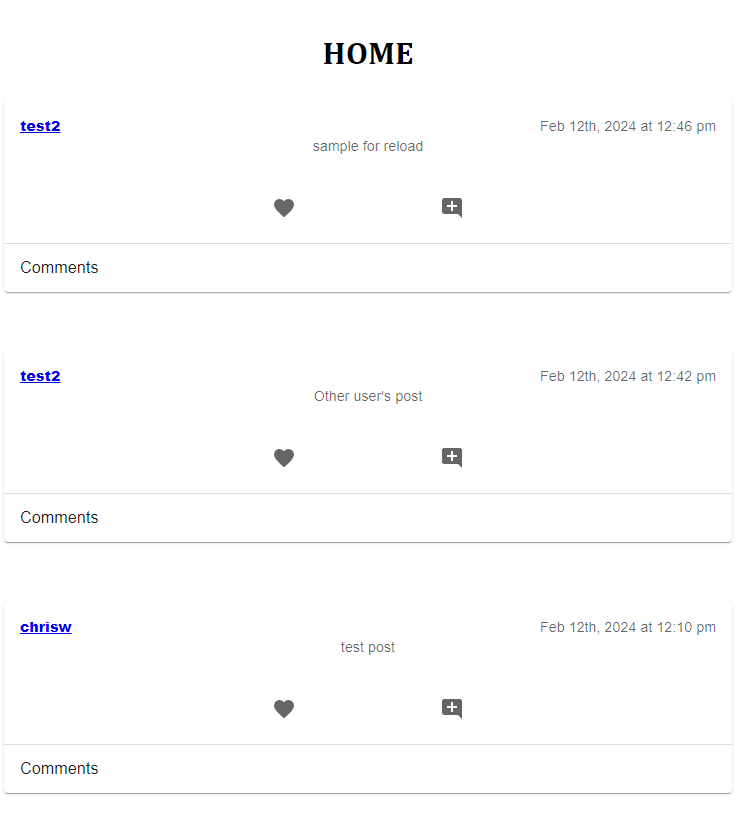 HOME
test2 Feb 12th, 2024 at 12:46 pm
sample for reload
Comments
test2 Feb 12th, 2024 at 12:42 pm
Other user's post
Comments
chrisw Feb 12th, 2024 at 12:10 pm
test post
Comments